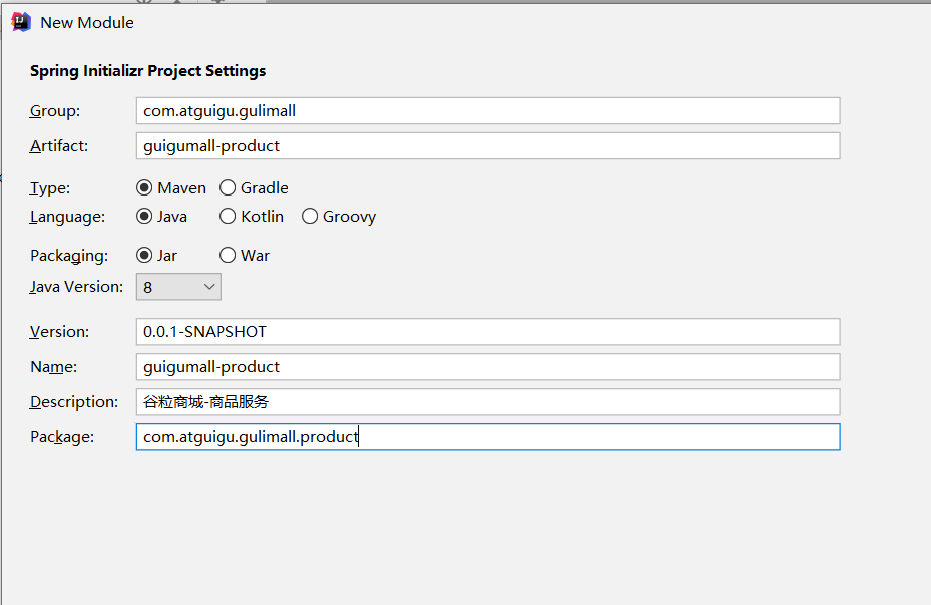 New Module
Spring Initializr Project Settings
Group: com.atguigu.gulimall
Artifact: guigumall-product
Type: Maven Gradle
Language: Java Kotlin Groovy
Packaging: Jar War
Java Version: 8
Version: 0.0.1-SNAPSHOT
Name: guigumall-product
Description: 谷粒商城-商品服务
Package: com.atguigu.gulimall.product